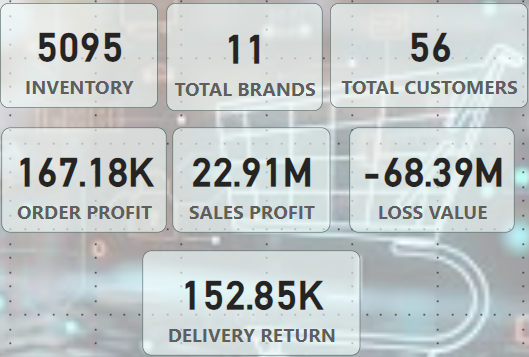 5095
INVENTORY
11
TOTAL BRANDS
56
TOTAL CUSTOMERS
167.18K
ORDER PROFIT
22.91M
SALES PROFIT
-68.39M
LOSS VALUE
152.85K
DELIVERY RETURN